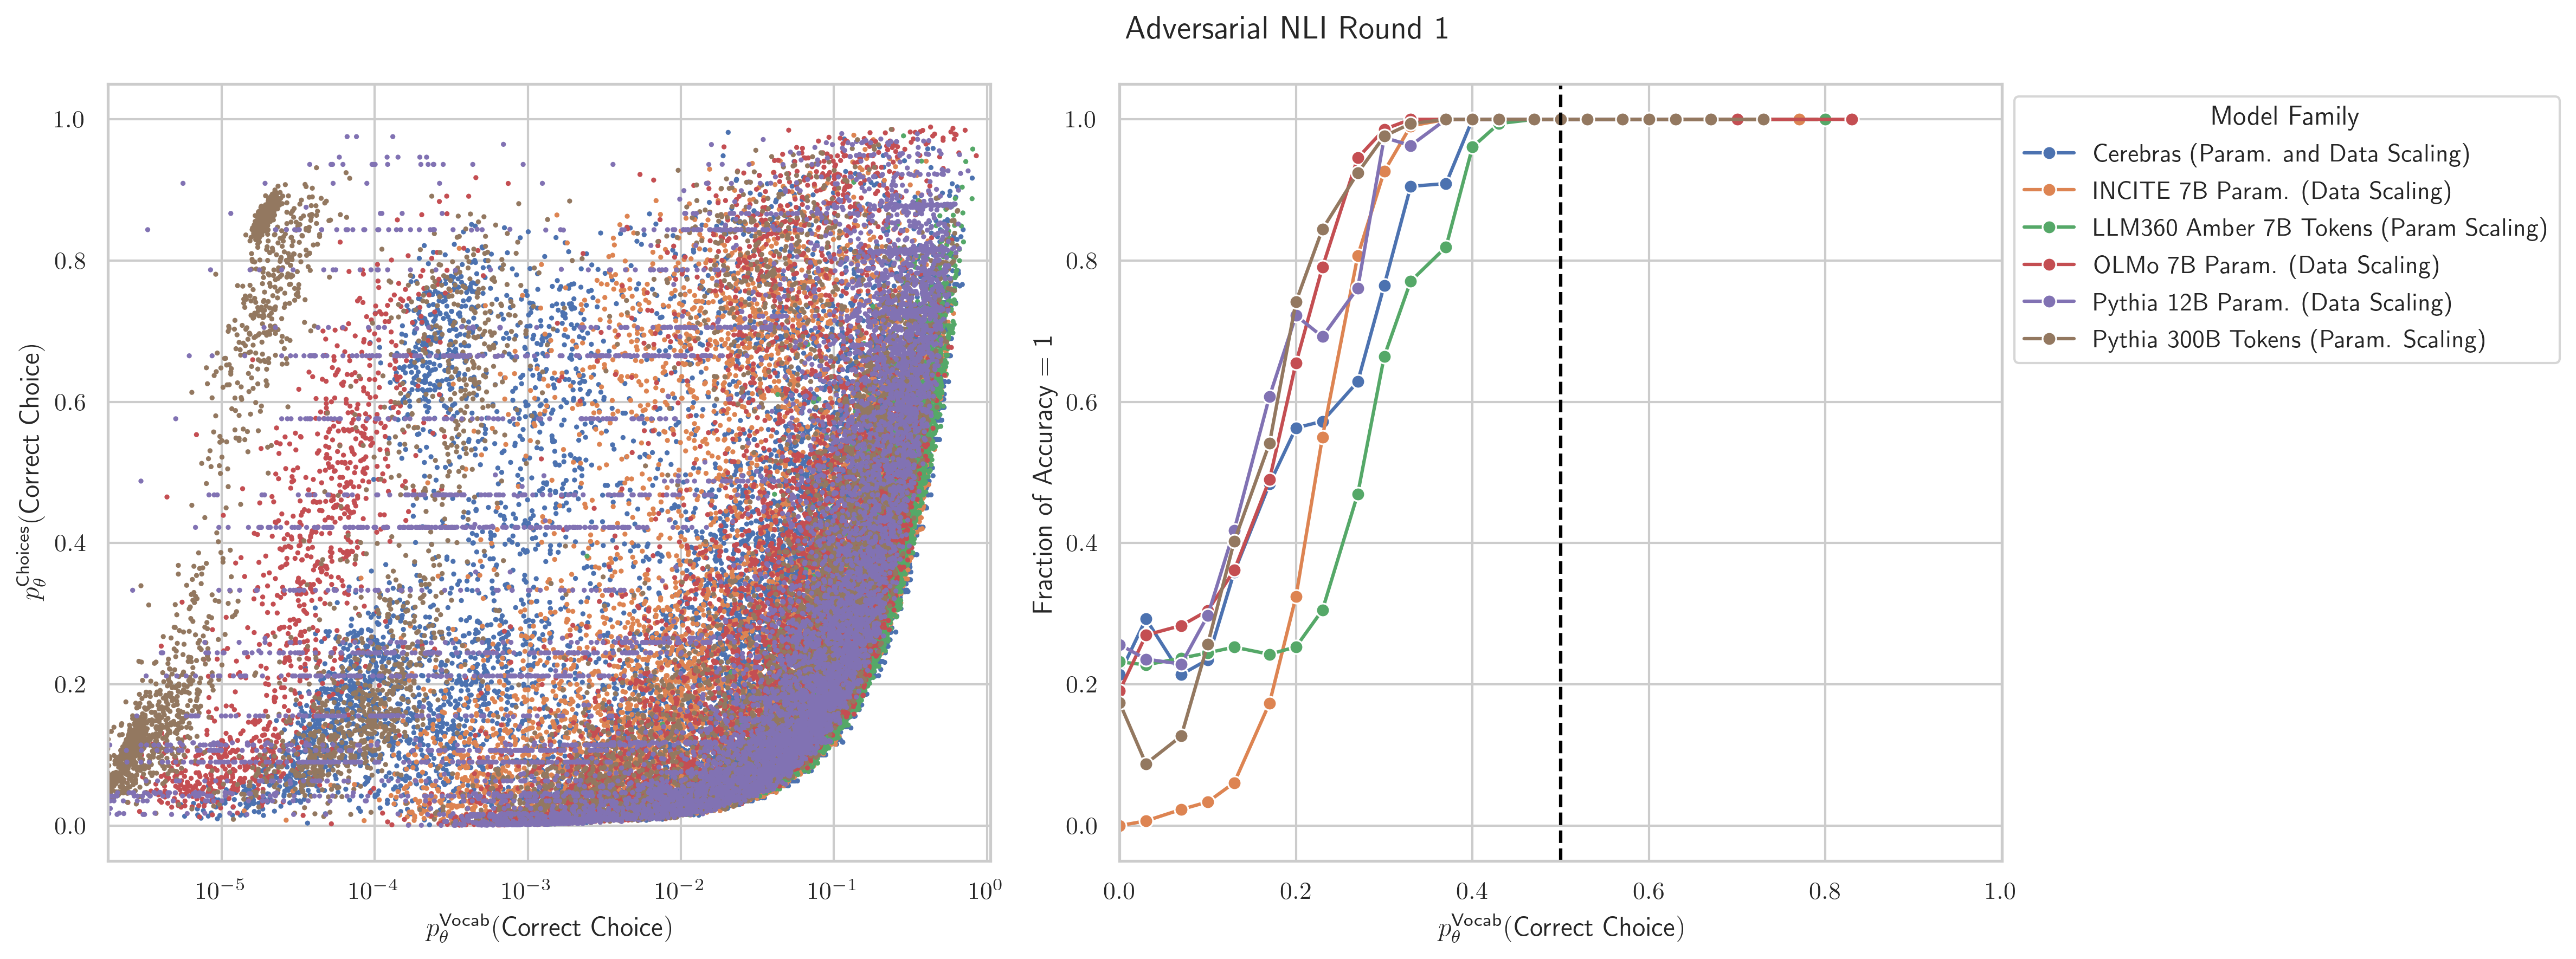 Adversarial NLI Round 1
p_θ^Choices(Correct Choice)
1.0
0.8
0.6
0.4
0.2
0.0
10⁻⁵ 10⁻⁴ 10⁻³ 10⁻² 10⁻¹ 10⁰
p_θ^Vocab(Correct Choice)
Fraction of Accuracy = 1
1.0
0.8
0.6
0.4
0.2
0.0
0.0 0.2 0.4 0.6 0.8 1.0
p_θ^Vocab(Correct Choice)
Model Family
Cerebras (Param. and Data Scaling)
INCITE 7B Param. (Data Scaling)
LLM360 Amber 7B Tokens (Param Scaling)
OLMo 7B Param. (Data Scaling)
Pythia 12B Param. (Data Scaling)
Pythia 300B Tokens (Param. Scaling)